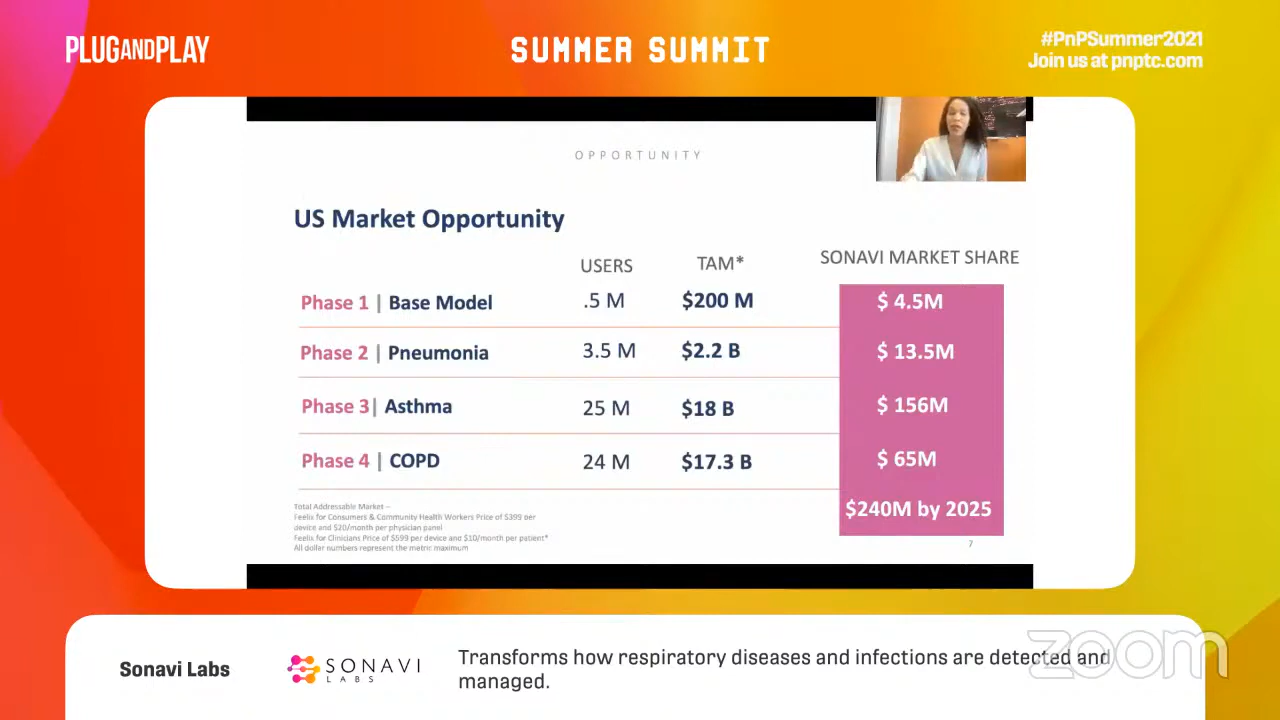 PLUGANDPLAY
SUMMER SUMMIT
#PnPSummer2021
Join us at pnptc.com
OPPORTUNITY
US Market Opportunity
USERS TAM* SONAVI MARKET SHARE
Phase 1 | Base Model .5 M $200 M $ 4.5M
Phase 2 | Pneumonia 3.5 M $2.2 B $ 13.5M
Phase 3| Asthma 25 M $18 B $ 156M
Phase 4 | COPD 24 M $17.3 B $ 65M
$240M by 2025
Total Addressable Market –
Feelix for Consumers & Community Health Workers Price of $399 per
device and $20/month per physician panel
Feelix for Clinicians Price of $599 per device and $10/month per patient*
All dollar numbers represent the metric maximum
7
Sonavi Labs
SONAVI
LABS
Transforms how respiratory diseases and infections are detected and
managed.
zoom